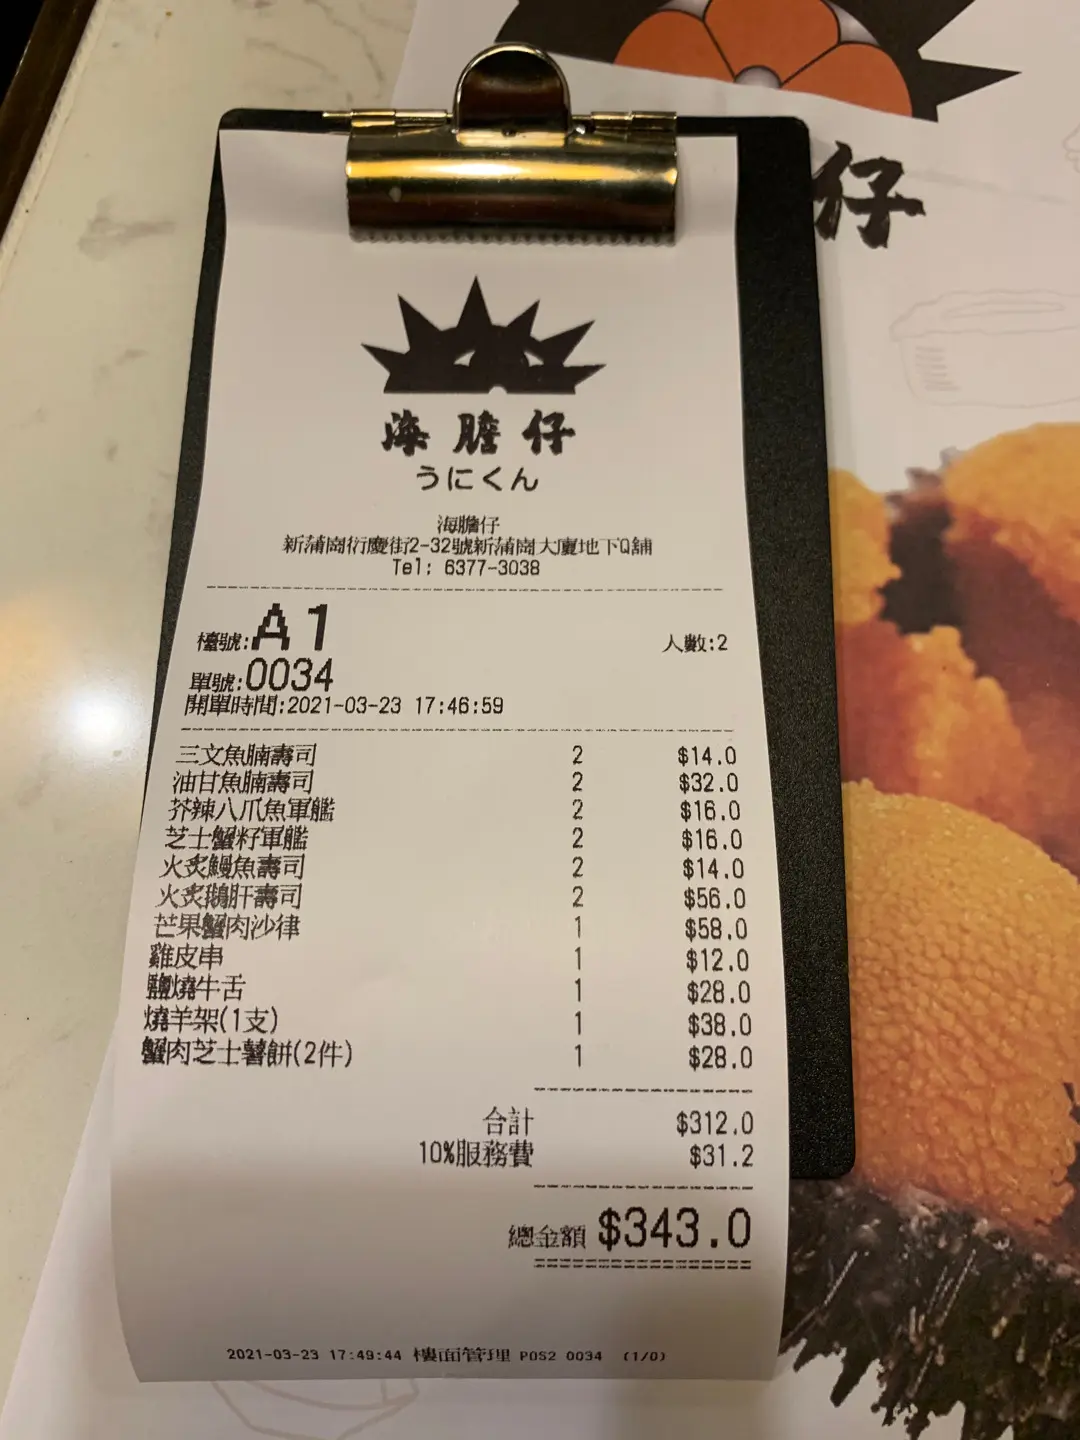 仔
海膽仔
うにくん
海膽仔
新蒲崗衍慶街2-32號新蒲崗大廈地下Q舖
Tel: 6377-3038
檯號:A1 人數:2
單號:0034
開單時間:2021-03-23 17:46:59
三文魚腩壽司 2 $14.0
油甘魚腩壽司 2 $32.0
芥辣八爪魚軍艦 2 $16.0
芝士蟹籽軍艦 2 $16.0
火炙鰻魚壽司 2 $14.0
火炙鵝肝壽司 2 $56.0
芒果蟹肉沙律 1 $58.0
雞皮串 1 $12.0
鹽燒牛舌 1 $28.0
燒羊架(1支) 1 $38.0
蟹肉芝士薯餅(2件) 1 $28.0
合計 $312.0
10%服務費 $31.2
總金額 $343.0
2021-03-23 17:49:44 樓面管理 POS2 0034 (1/0)